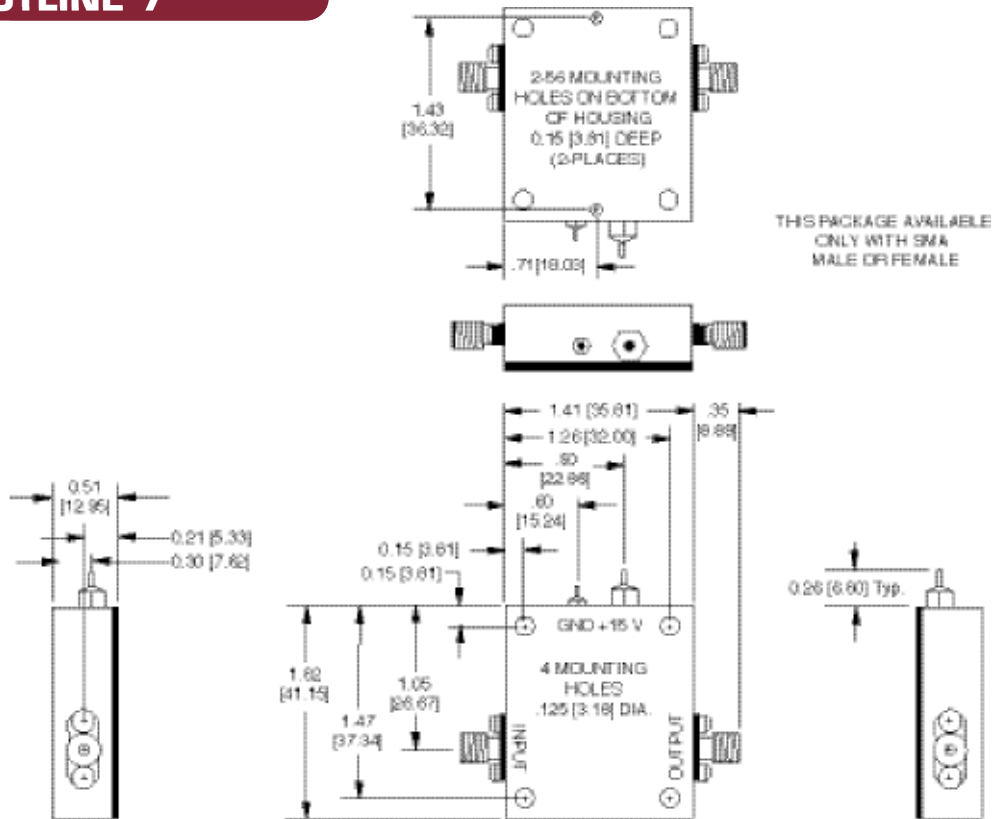 7
2-56 MOUNTING
HOLES ON BOTTOM
OF HOUSING
0.15 [3.81] DEEP
(2-PLACES)
1.43
[36.32]
.71[18.03]
THIS PACKAGE AVAILABLE
ONLY WITH SMA
MALE OR FEMALE
1.41 [35.81]
.35
[8.89]
1.26 [32.00]
.90
[22.86]
.60
[15.24]
0.51
[12.95]
0.21 [5.33]
0.30 [7.62]
0.15 [3.81]
0.15 [3.81]
0.26 [6.60] Typ.
GND +15 V
4 MOUNTING
HOLES
.125 [3.18] DIA.
1.62
[41.15]
1.05
[26.67]
1.47
[37.34]
INPUT
OUTPUT